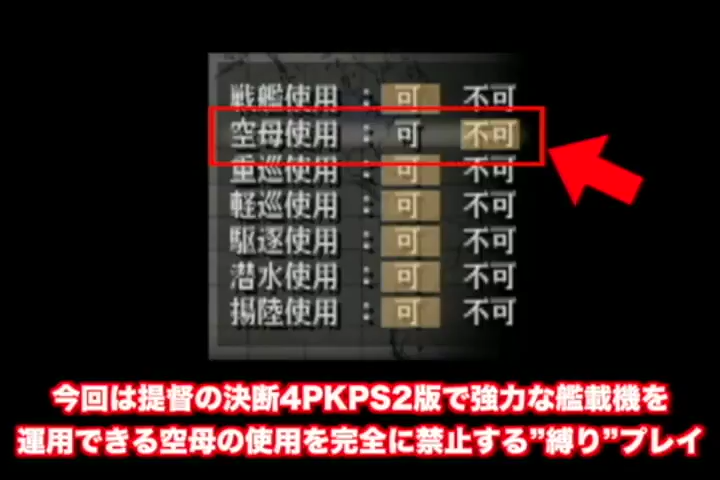 戦艦使用：可 不可
空母使用：可 不可
重巡使用：可 不可
軽巡使用：可 不可
駆逐使用：可 不可
潜水使用：可 不可
揚陸使用：可 不可
今回は提督の決断4PKPS2版で強力な艦載機を
運用できる空母の使用を完全に禁止する”縛り”プレイ